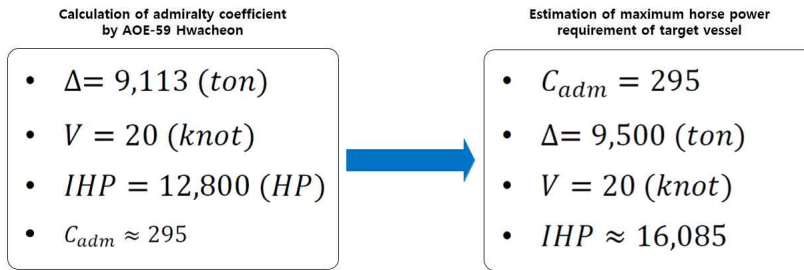 Calculation of admiralty coefficient
by AOE-59 Hwacheon
• Δ= 9,113 (ton)
• V = 20 (knot)
• IHP = 12,800 (HP)
• C_adm ≈ 295
Estimation of maximum horse power
requirement of target vessel
• C_adm = 295
• Δ= 9,500 (ton)
• V = 20 (knot)
• IHP ≈ 16,085